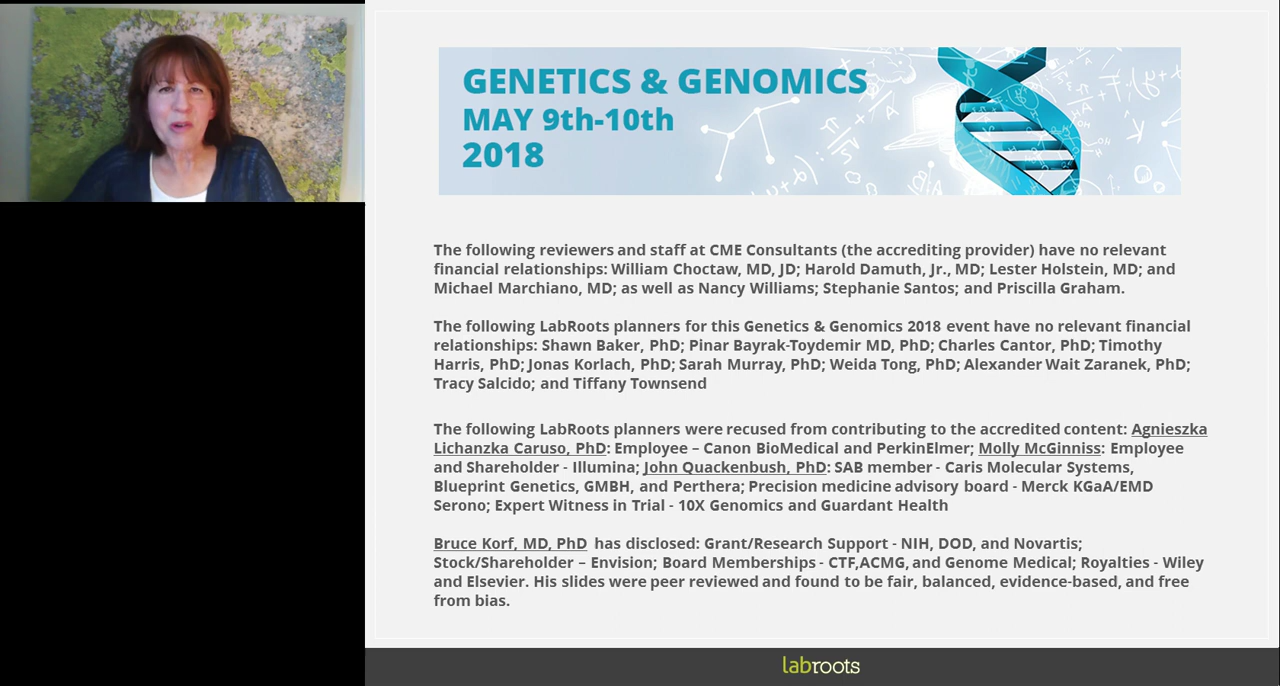 GENETICS & GENOMICS
MAY 9th-10th
2018
The following reviewers and staff at CME Consultants (the accrediting provider) have no relevant
financial relationships: William Choctaw, MD, JD; Harold Damuth, Jr., MD; Lester Holstein, MD; and
Michael Marchiano, MD; as well as Nancy Williams; Stephanie Santos; and Priscilla Graham.
The following LabRoots planners for this Genetics & Genomics 2018 event have no relevant financial
relationships: Shawn Baker, PhD; Pinar Bayrak-Toydemir MD, PhD; Charles Cantor, PhD; Timothy
Harris, PhD; Jonas Korlach, PhD; Sarah Murray, PhD; Weida Tong, PhD; Alexander Wait Zaranek, PhD;
Tracy Salcido; and Tiffany Townsend
The following LabRoots planners were recused from contributing to the accredited content: Agnieszka
Lichanzka Caruso, PhD: Employee – Canon BioMedical and PerkinElmer; Molly McGinniss: Employee
and Shareholder - Illumina; John Quackenbush, PhD: SAB member - Caris Molecular Systems,
Blueprint Genetics, GMBH, and Perthera; Precision medicine advisory board - Merck KGaA/EMD
Serono; Expert Witness in Trial - 10X Genomics and Guardant Health
Bruce Korf, MD, PhD has disclosed: Grant/Research Support - NIH, DOD, and Novartis;
Stock/Shareholder – Envision; Board Memberships - CTF,ACMG, and Genome Medical; Royalties - Wiley
and Elsevier. His slides were peer reviewed and found to be fair, balanced, evidence-based, and free
from bias.
labroots